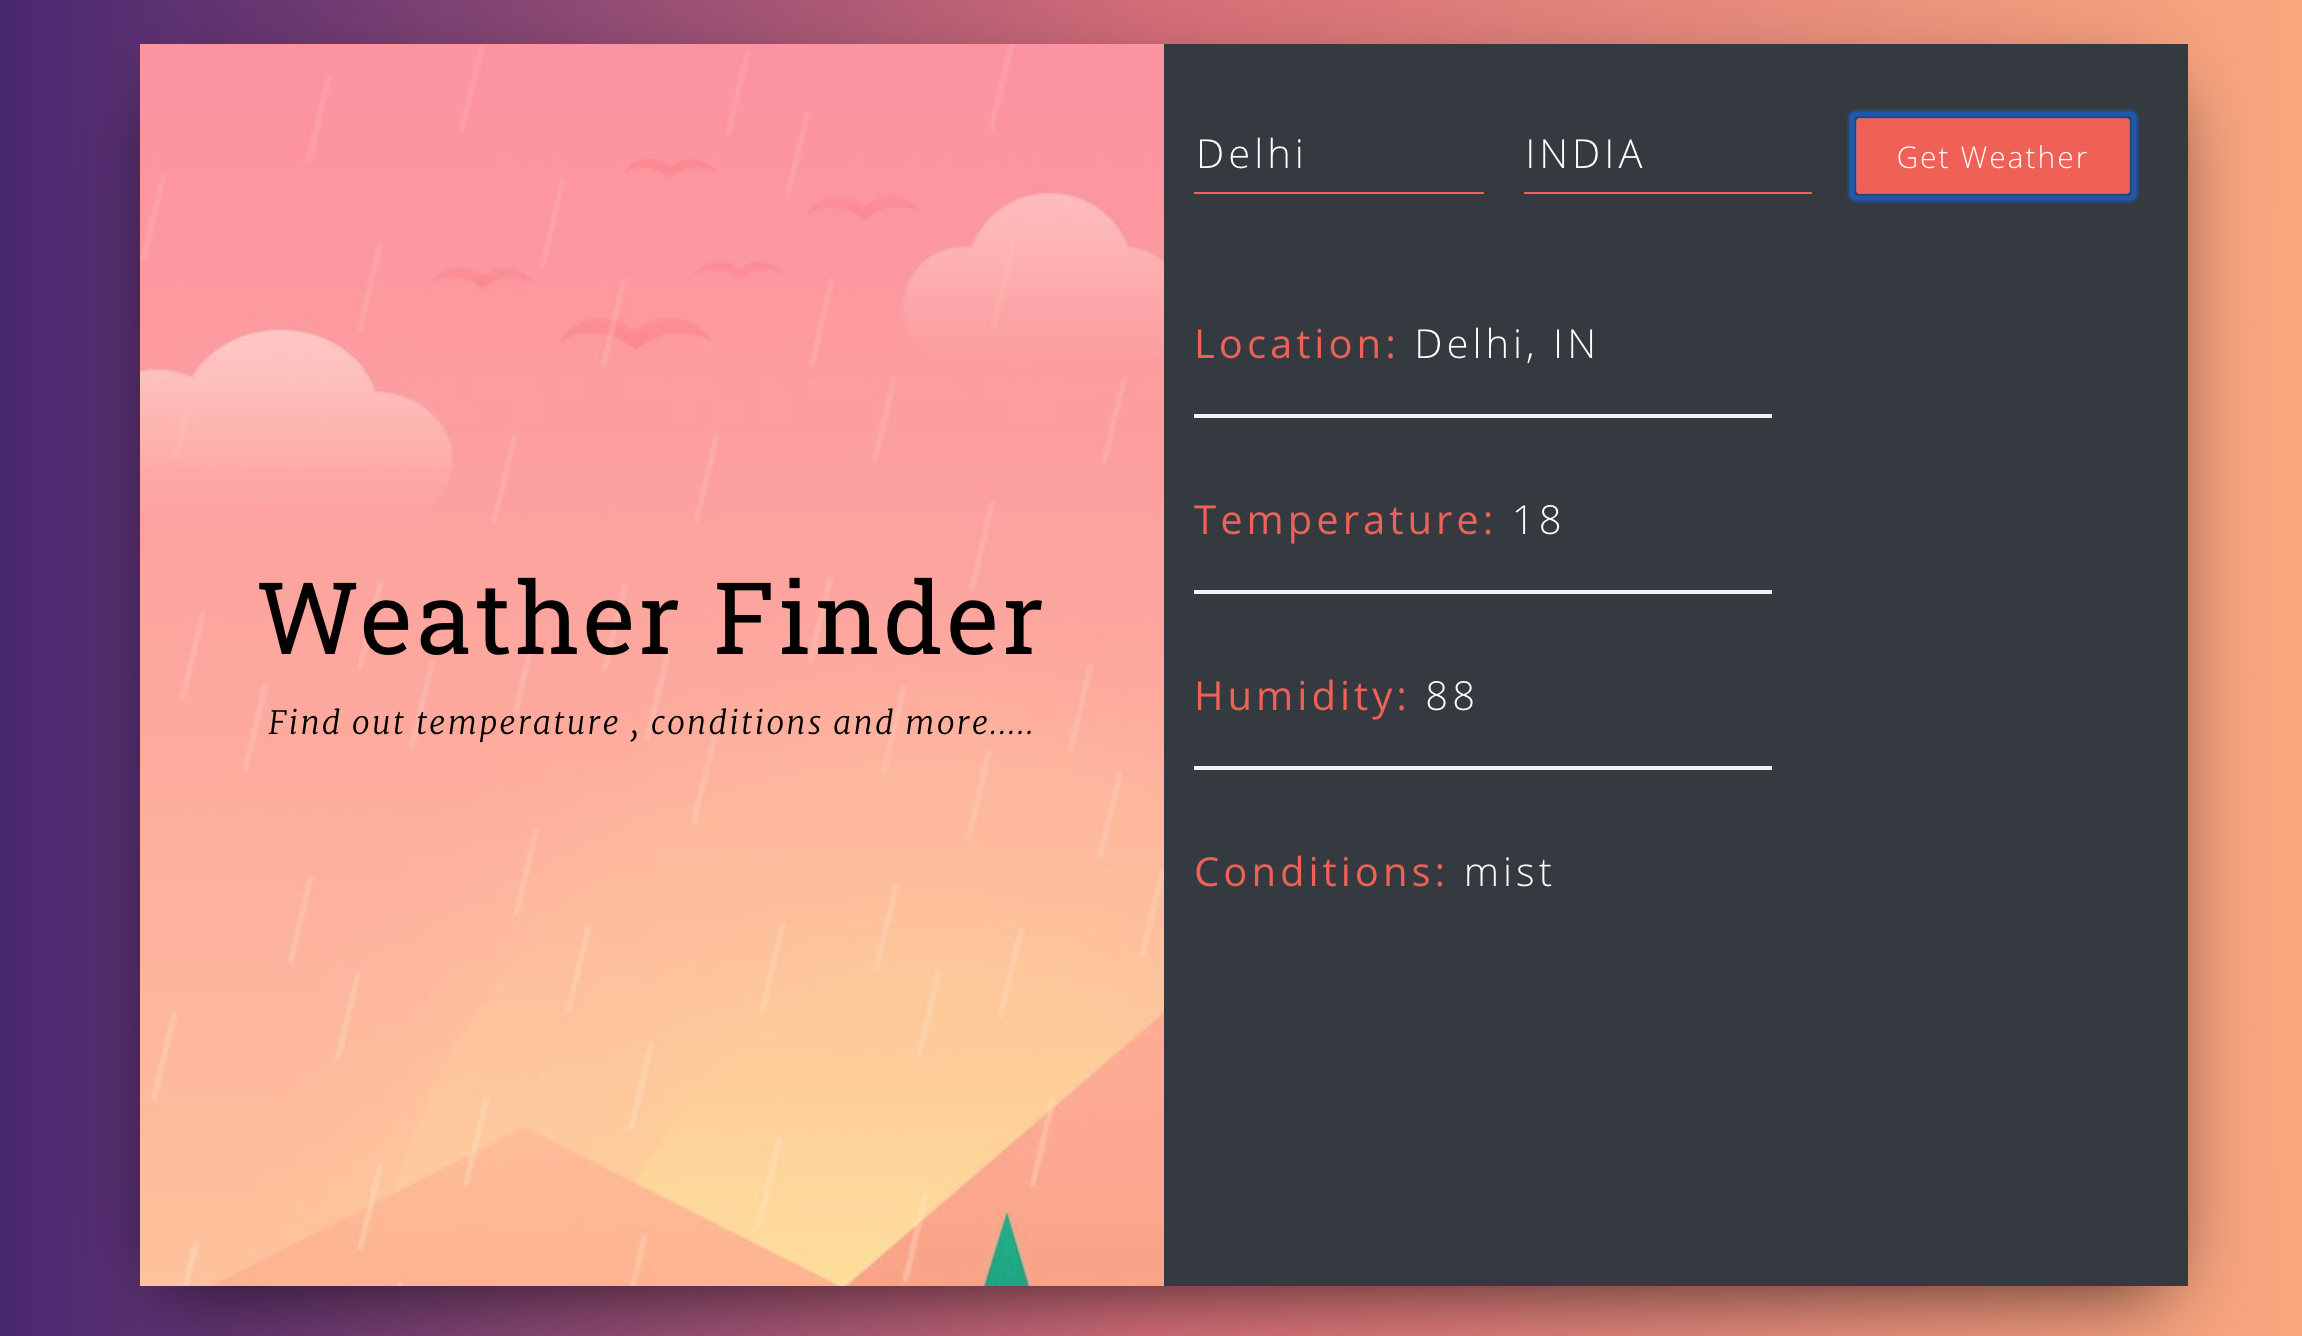 Weather Finder
Find out temperature , conditions and more.....
Delhi INDIA Get Weather
Location: Delhi, IN
Temperature: 18
Humidity: 88
Conditions: mist